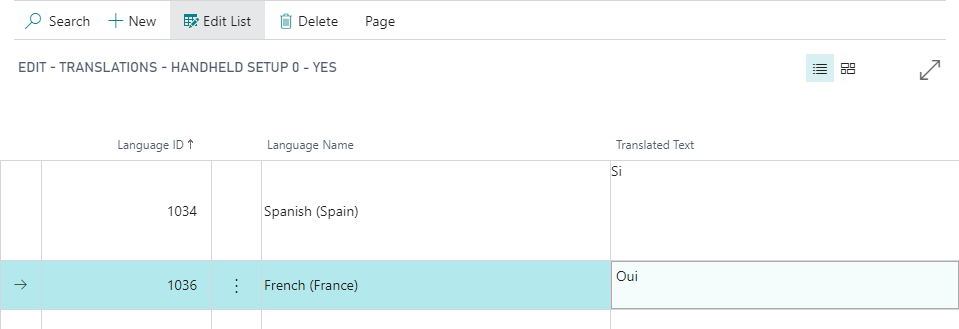 Search New Edit List Delete Page
EDIT - TRANSLATIONS - HANDHELD SETUP 0 - YES
Language ID ↑ Language Name Translated Text
Si
1034 Spanish (Spain)
1036 French (France) Oui